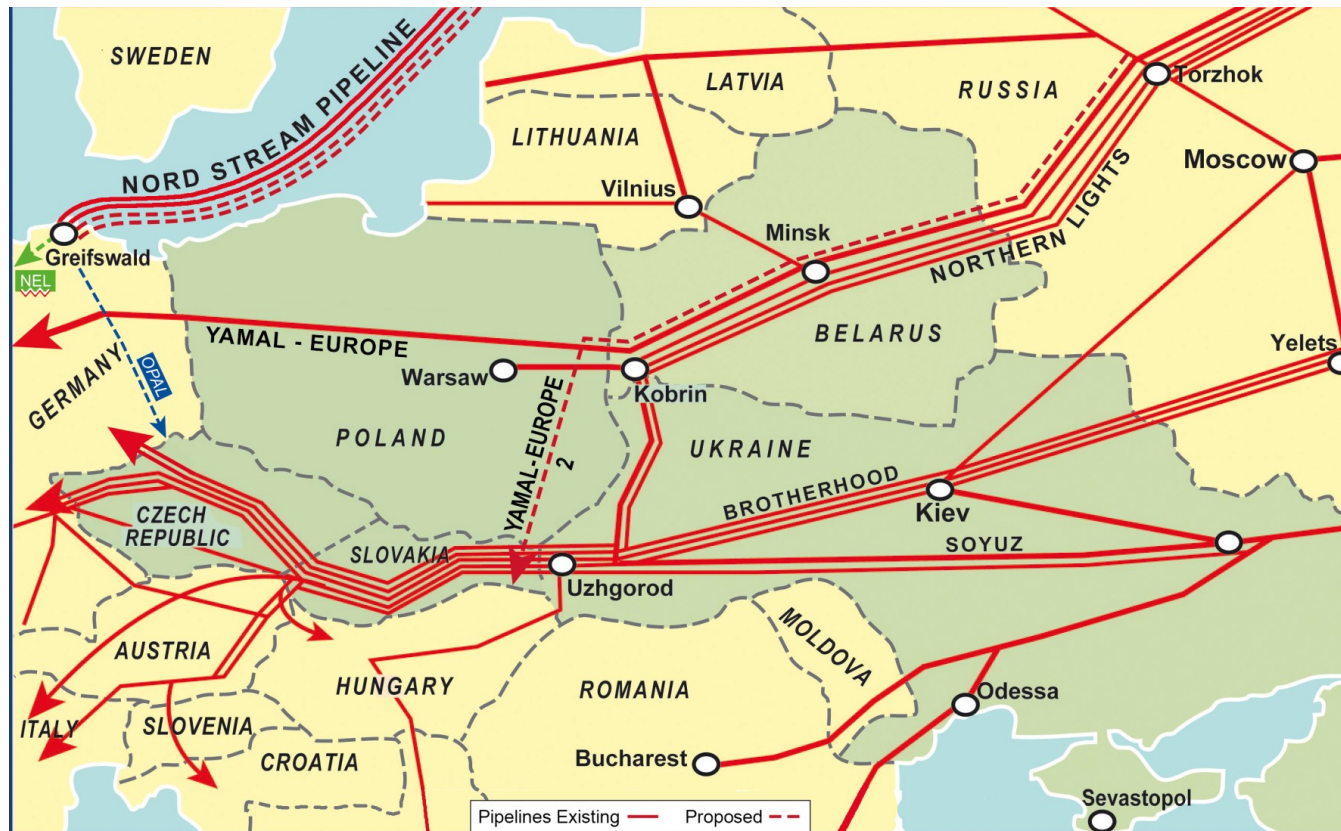 SWEDEN
NORD STREAM PIPELINE
LATVIA
RUSSIA
Torzhok
LITHUANIA
Moscow
Vilnius
NORTHERN LIGHTS
Greifswald
Minsk
NEL
YAMAL - EUROPE
BELARUS
Yelets
Warsaw
OPAL
Kobrin
GERMANY
POLAND
YAMAL-EUROPE
2
UKRAINE
BROTHERHOOD
Kiev
CZECH
REPUBLIC
SLOVAKIA
SOYUZ
Uzhgorod
AUSTRIA
MOLDOVA
HUNGARY
ROMANIA
Odessa
ITALY
SLOVENIA
CROATIA
Bucharest
Sevastopol
Pipelines Existing
Proposed